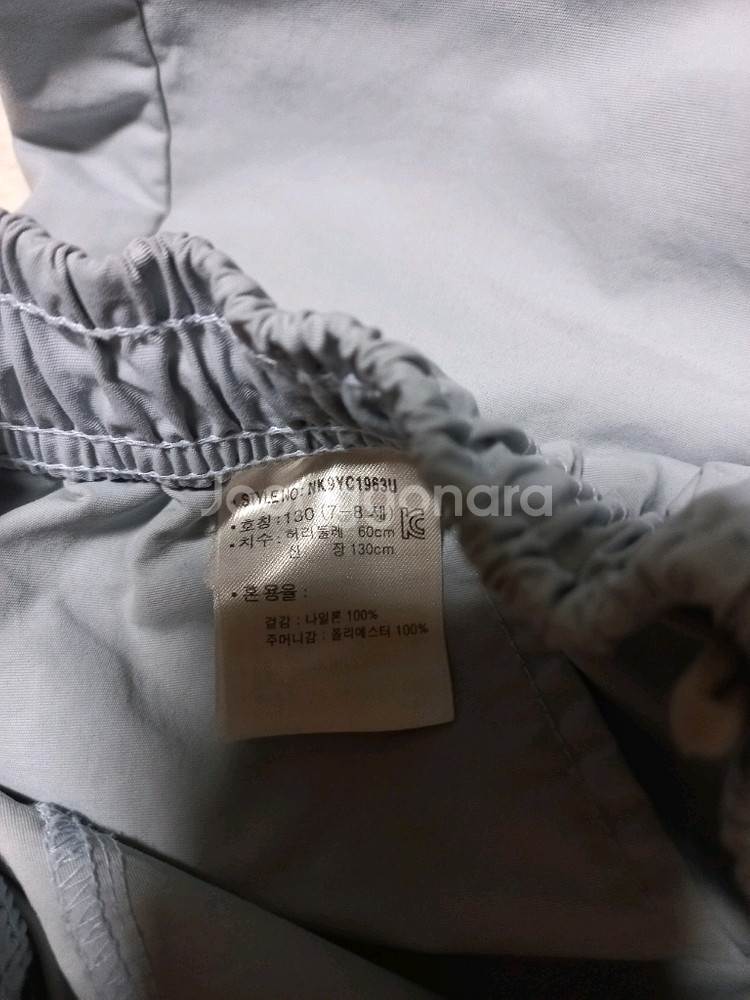 .STYLE NO: NK9YC1963U
Joonggonara
•호칭:130 (7-8세)
•치수:허리둘레 60cm
신 장 130cm
•혼용율 :
겉감 : 나일론 100%
주머니감 : 폴리에스터 100%